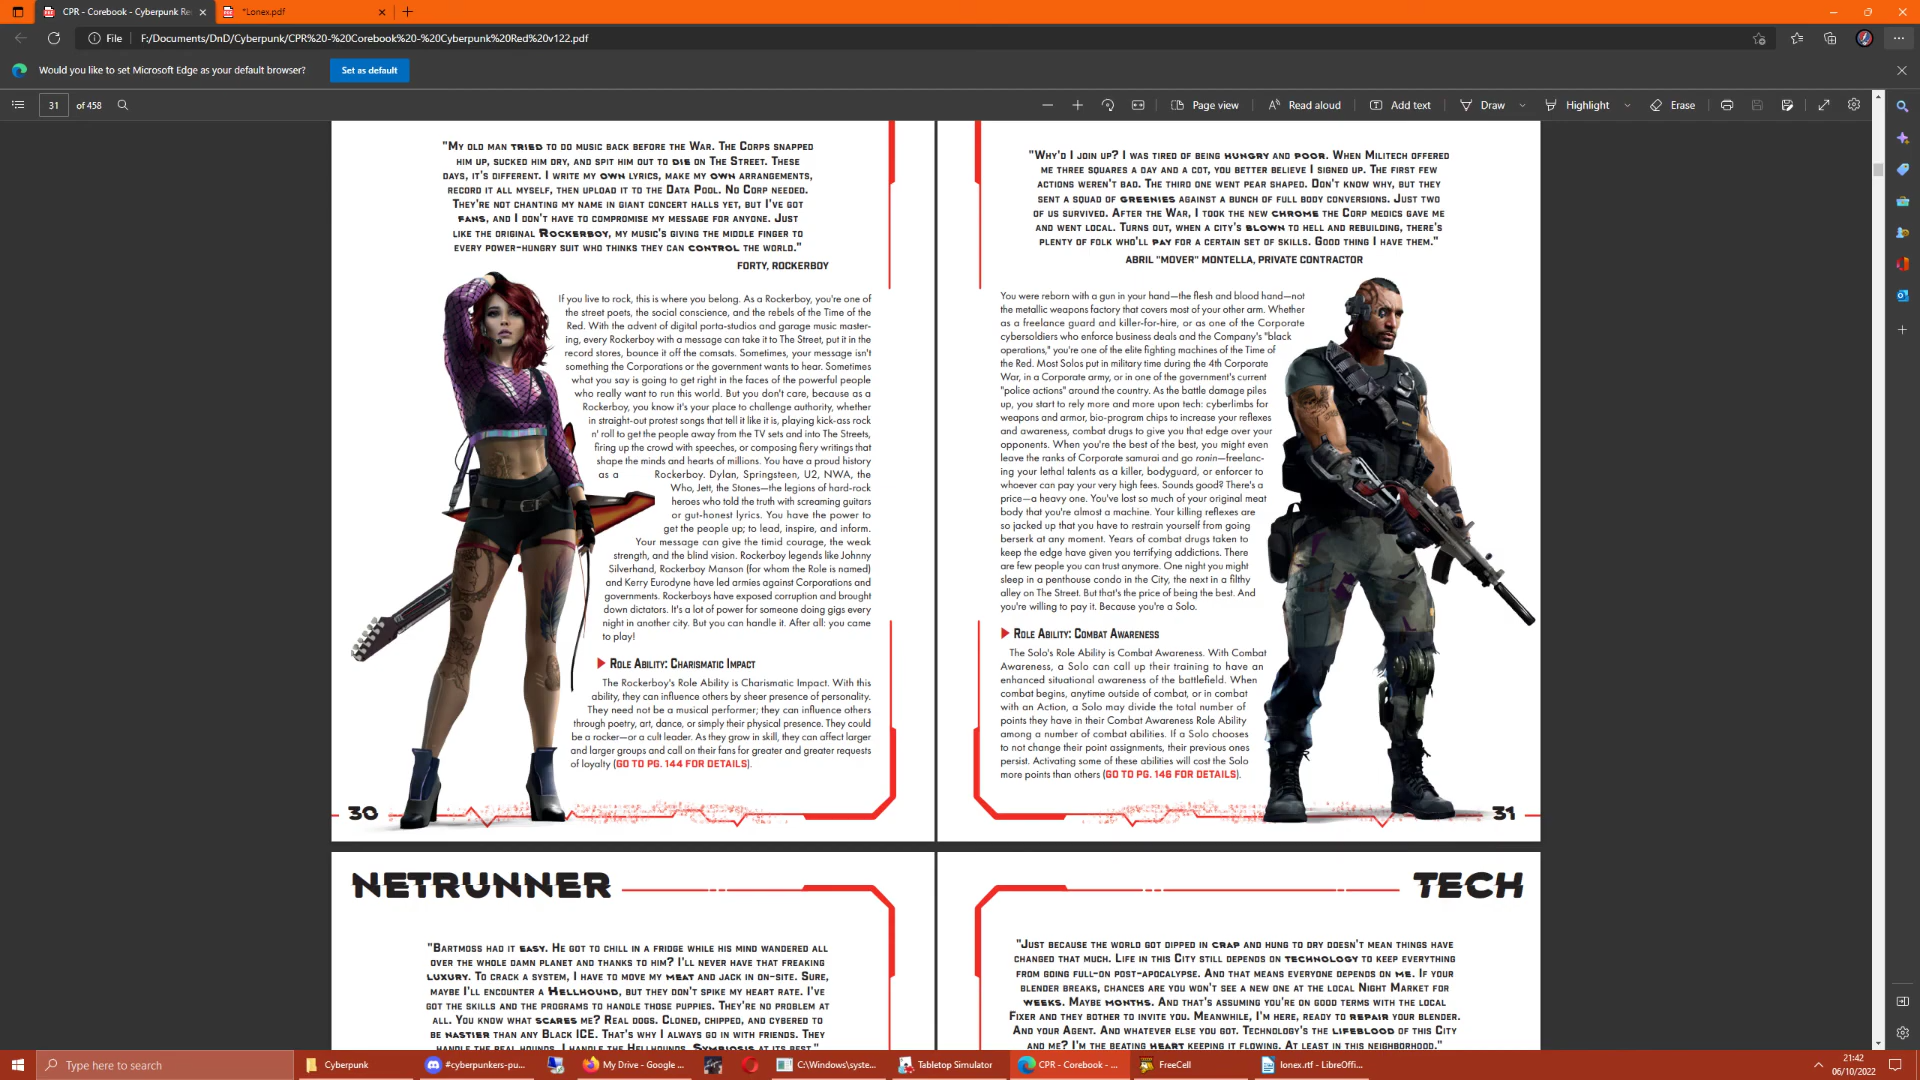 CPR - Corebook - Cyberpunk Re
*Lonex.pdf
File
F:/Documents/DnD/Cyberpunk/CPR%20-%20Corebook%20-%20Cyberpunk%20Red%20v122.pdf
Would you like to set Microsoft Edge as your default browser?
Set as default
31 of 458
Page view
Read aloud
Add text
Draw
Highlight
Erase
"My old man tried to do music back before the War. The Corps snapped
him up, sucked him dry, and spit him out to die on The Street. These
days, it's different. I write my own lyrics, make my own arrangements,
record it all myself, then upload it to the Data Pool. No Corp needed.
They're not chanting my name in giant concert halls yet, but I've got
fans, and I don't have to compromise my message for anyone. Just
like the original Rockerboy, my music's giving the middle finger to
every power-hungry suit who thinks they can control the world."
Forty, Rockerboy
If you live to rock, this is where you belong. As a Rockerboy, you're one of
the street poets, the social conscience, and the rebels of the Time of the
Red. With the advent of digital porta-studios and garage music master-
ing, every Rockerboy with a message can take it to The Street, put it in the
record stores, bounce it off the comsats. Sometimes, your message isn't
something the Corporations or the government wants to hear. Sometimes
what you say is going to get right in the faces of the powerful people
who really want to run this world. But you don't care, because as a
Rockerboy, you know it's your place to challenge authority, whether
in straight-out protest songs that tell it like it is, playing kick-ass rock
n' roll to get the people away from the TV sets and into The Streets,
firing up the crowd with speeches, or composing fiery writings that
shape the minds and hearts of millions. You have a proud history
as a Rockerboy. Dylan, Springsteen, U2, NWA, the
Who, Jett, the Stones—the legions of hard-rock
heroes who told the truth with screaming guitars
or gut-honest lyrics. You have the power to
get the people up; to lead, inspire, and inform.
Your message can give the timid courage, the weak
strength, and the blind vision. Rockerboy legends like Johnny
Silverhand, Rockerboy Manson (for whom the Role is named)
and Kerry Eurodyne have led armies against Corporations and
governments. Rockerboys have exposed corruption and brought
down dictators. It's a lot of power for someone doing gigs every
night in another city. But you can handle it. After all: you came
to play!
Role Ability: Charismatic Impact
The Rockerboy's Role Ability is Charismatic Impact. With this
ability, they can influence others by sheer presence of personality.
They need not be a musical performer; they can influence others
through poetry, art, dance, or simply their physical presence. They could
be a rocker—or a cult leader. As they grow in skill, they can affect larger
and larger groups and call on their fans for greater and greater requests
of loyalty (GO TO PG. 144 FOR DETAILS).
30
"Why'd I join up? I was tired of being hungry and poor. When Militech offered
me three squares a day and a cot, you better believe I signed up. The first few
actions weren't bad. The third one went pear shaped. Don't know why, but they
sent a squad of greenies against a bunch of full body conversions. Just two
of us survived. After the War, I took the new chrome the Corp medics gave me
and went local. Turns out, when a city's blown to hell and rebuilding, there's
plenty of folk who'll pay for a certain set of skills. Good thing I have them."
Abril "Mover" Montella, Private Contractor
You were reborn with a gun in your hand—the flesh and blood hand—not
the metallic weapons factory that covers most of your other arm. Whether
as a freelance guard and killer-for-hire, or as one of the Corporate
cybersoldiers who enforce business deals and the Company's "black
operations," you're one of the elite fighting machines of the Time of
the Red. Most Solos put in military time during the 4th Corporate
War, in a Corporate army, or in one of the government's current
"police actions" around the country. As the battle damage piles
up, you start to rely more and more upon tech: cyberlimbs for
weapons and armor, bio-program chips to increase your reflexes
and awareness, combat drugs to give you that edge over your
opponents. When you're the best of the best, you might even
leave the ranks of Corporate samurai and go ronin—freelanc-
ing your lethal talents as a killer, bodyguard, or enforcer to
whoever can pay your very high fees. Sounds good? There's a
price—a heavy one. You've lost so much of your original meat
body that you're almost a machine. Your killing reflexes are
so jacked up that you have to restrain yourself from going
berserk at any moment. Years of combat drugs taken to
keep the edge have given you terrifying addictions. There
are few people you can trust anymore. One night you might
sleep in a penthouse condo in the City, the next in a filthy
alley on The Street. But that's the price of being the best. And
you're willing to pay it. Because you're a Solo.
Role Ability: Combat Awareness
The Solo's Role Ability is Combat Awareness. With Combat
Awareness, a Solo can call up their training to have an
enhanced situational awareness of the battlefield. When
combat begins, anytime outside of combat, or in combat
with an Action, a Solo may divide the total number of
points they have in their Combat Awareness Role Ability
among a number of combat abilities. If a Solo chooses
to not change their point assignments, their previous ones
persist. Activating some of these abilities will cost the Solo
more points than others (GO TO PG. 146 FOR DETAILS).
31
NETRUNNER
"Bartmoss had it easy. He got to chill in a fridge while his mind wandered all
over the whole damn planet and thanks to him? I'll never have that freaking
luxury. To crack a system, I have to move my meat and jack in on-site. Sure,
maybe I'll encounter a Hellhound, but they don't spike my heart rate. I've
got the skills and the programs to handle those puppies. They're no problem at
all. You know what scares me? Real dogs. Cloned, chipped, and cybered to
be nastier than any Black ICE. That's why I always go in with friends. They
handle the real hounds. I handle the Hellhounds. Symbiosis at its best."
TECH
"Just because the world got dipped in crap and hung to dry doesn't mean things have
changed that much. Life in this City still depends on technology to keep everything
from going full-on post-apocalypse. And that means everyone depends on me. If your
blender breaks, chances are you won't see a new one at the local Night Market for
weeks. Maybe months. And that's assuming you're on good terms with the local
Fixer and they bother to invite you. Meanwhile, I'm here, ready to repair your blender.
And your Agent. And whatever else you got. Technology's the lifeblood of this City
and me? I'm the beating heart keeping it flowing. At least in this neighborhood."
Type here to search
Cyberpunk
#cyberpunkers-pu...
My Drive - Google ...
C:\Windows\syste...
Tabletop Simulator
CPR - Corebook - ...
FreeCell
lonex.rtf - LibreOffi...
21:42
06/10/2022